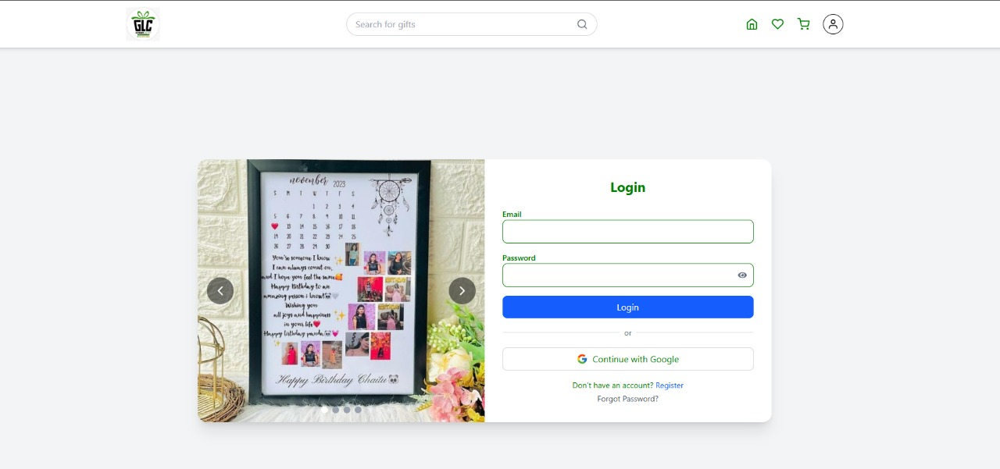 GLC
Search for gifts
november 2023
S M T W T F S
1 2 3 4
5 6 7 8 9 10 11
13 14 15 16 17 18
19 20 21 22 23 24 25
26 27 28 29 30
You're someone I know
I can always count on,
and I hope you feel the same🥰
Happy Birthday to an
amazing person i know!🐼🤍
Wishing you
all joys and happiness
in your life❤️
Happy birthday panda🐼💓
Happy Birthday Chaitu🐼
Login
Email
Password
Login
or
Continue with Google
Don't have an account? Register
Forgot Password?